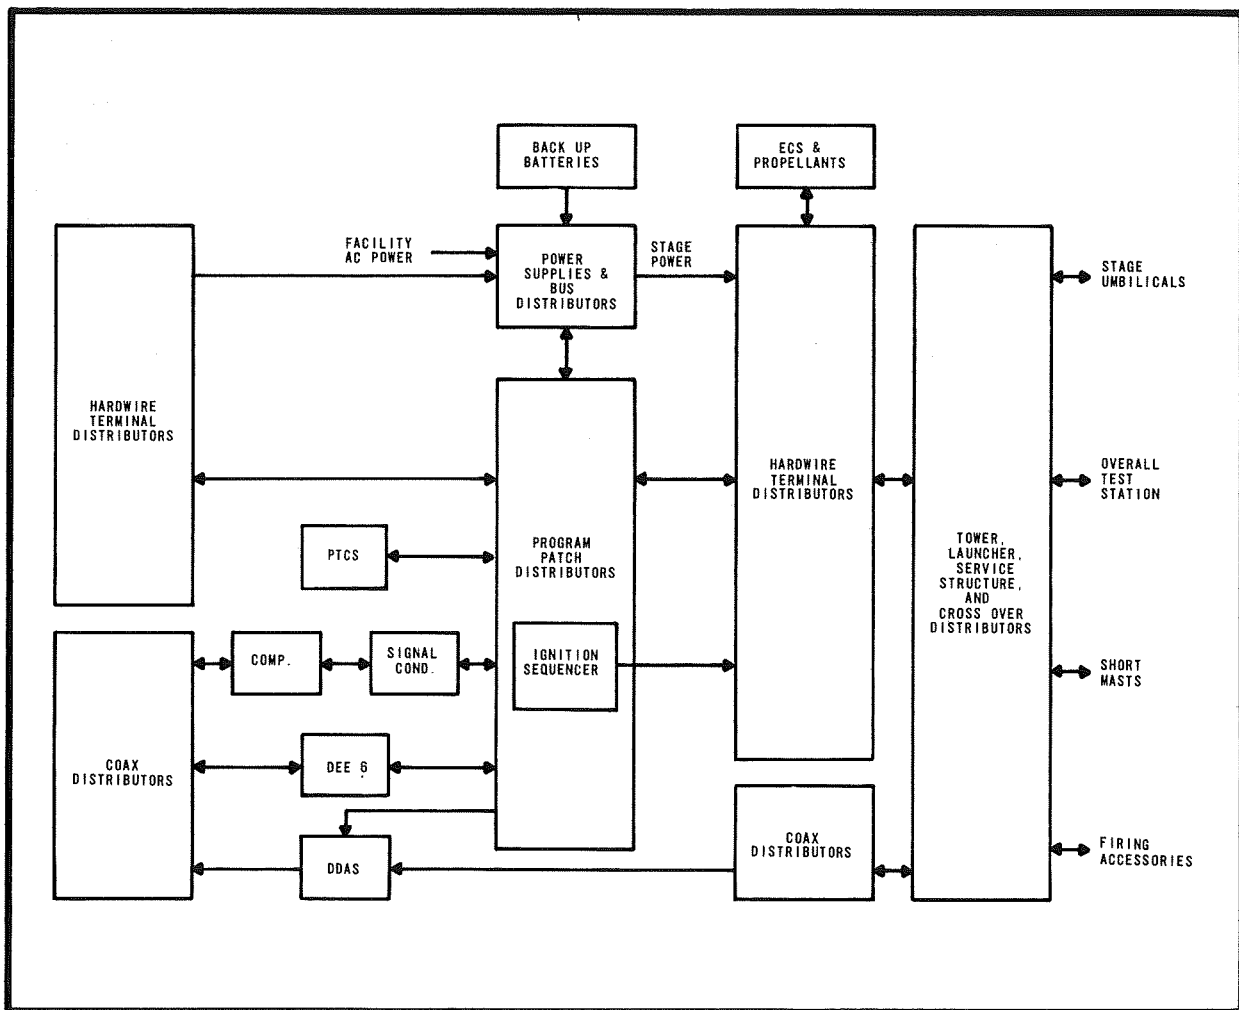 BACK UP
BATTERIES
ECS &
PROPELLANTS
FACILITY
AC POWER
POWER
SUPPLIES &
BUS
DISTRIBUTORS
STAGE
POWER
STAGE
UMBILICALS
HARDWIRE
TERMINAL
DISTRIBUTORS
HARDWIRE
TERMINAL
DISTRIBUTORS
OVERALL
TEST
STATION
PTCS
PROGRAM
PATCH
DISTRIBUTORS
TOWER,
LAUNCHER,
SERVICE
STRUCTURE,
AND
CROSS OVER
DISTRIBUTORS
COMP.
SIGNAL
COND.
IGNITION
SEQUENCER
SHORT
MASTS
COAX
DISTRIBUTORS
DEE 6
DDAS
COAX
DISTRIBUTORS
FIRING
ACCESSORIES